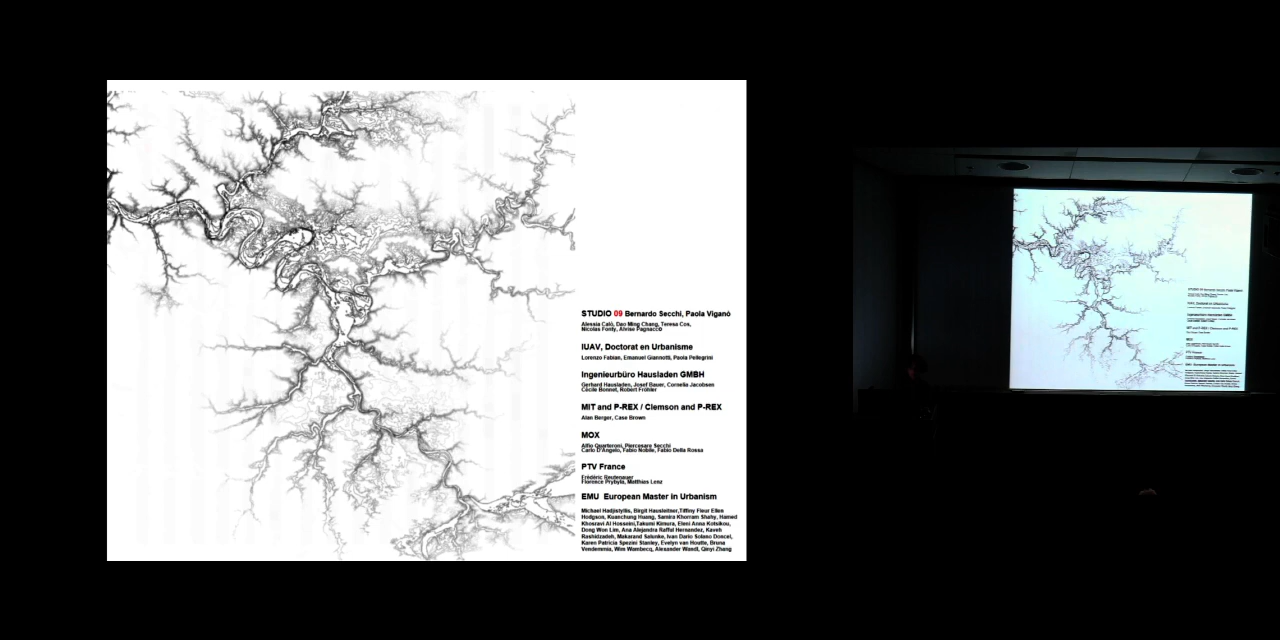 STUDIO 09 Bernardo Secchi, Paola Viganò
Alessia Calò, Dao Ming Chang, Teresa Cos,
Nicolas Fonty, Alvise Pagnacco
IUAV, Doctorat en Urbanisme
Lorenzo Fabian, Emanuel Giannotti, Paola Pellegrini
Ingenieurbüro Hausladen GMBH
Gerhard Hauslades, Josef Bauer, Cornelia Jacobsen
Cécile Bonnet, Robert Fröhler
MIT and P-REX / Clemson and P-REX
Alan Berger, Case Brown
MOX
Alfio Quarteroni, Piercesare Secchi
Carlo D'Angelo, Fabio Nobile, Fabio Della Rossa
PTV France
Frédéric Reutenauer
Florence Prybyla, Matthias Lenz
EMU European Master in Urbanism
Michael Hadjistyllis, Birgit Hausleitner,Tiffiny Fleur Ellen
Hodgson, Kuanchung Huang, Samira Khorram Shahy, Hamed
Khosravi Al Hosseini,Takumi Kimura, Eleni Anna Kotsikou,
Dong Won Lim, Ana Alejandra Rafful Hernandez, Kaveh
Rashidzadeh, Makarand Salunke, Ivan Dario Solano Doncel,
Karen Patricia Spezini Stanley, Evelyn van Houtte, Bruna
Vendemmia, Wim Wambecq, Alexander Wandl, Qinyi Zhang